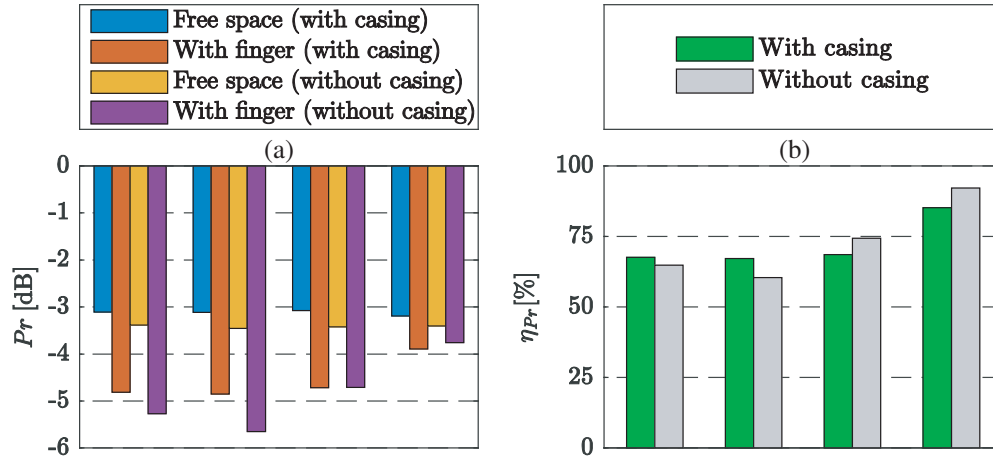 Free space (with casing)
With finger (with casing)
Free space (without casing)
With finger (without casing)
(a)
0
-1
-2
-3
-4
-5
-6
Pr [dB]
With casing
Without casing
(b)
100
75
50
25
0
ηPr [%]